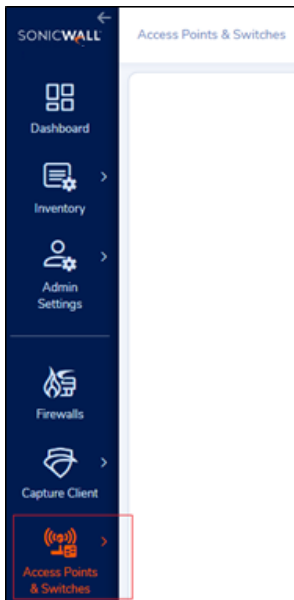 SONICWALL
Access Points & Switches
Dashboard
Inventory
Admin
Settings
Firewalls
Capture Client
Access Points
& Switches